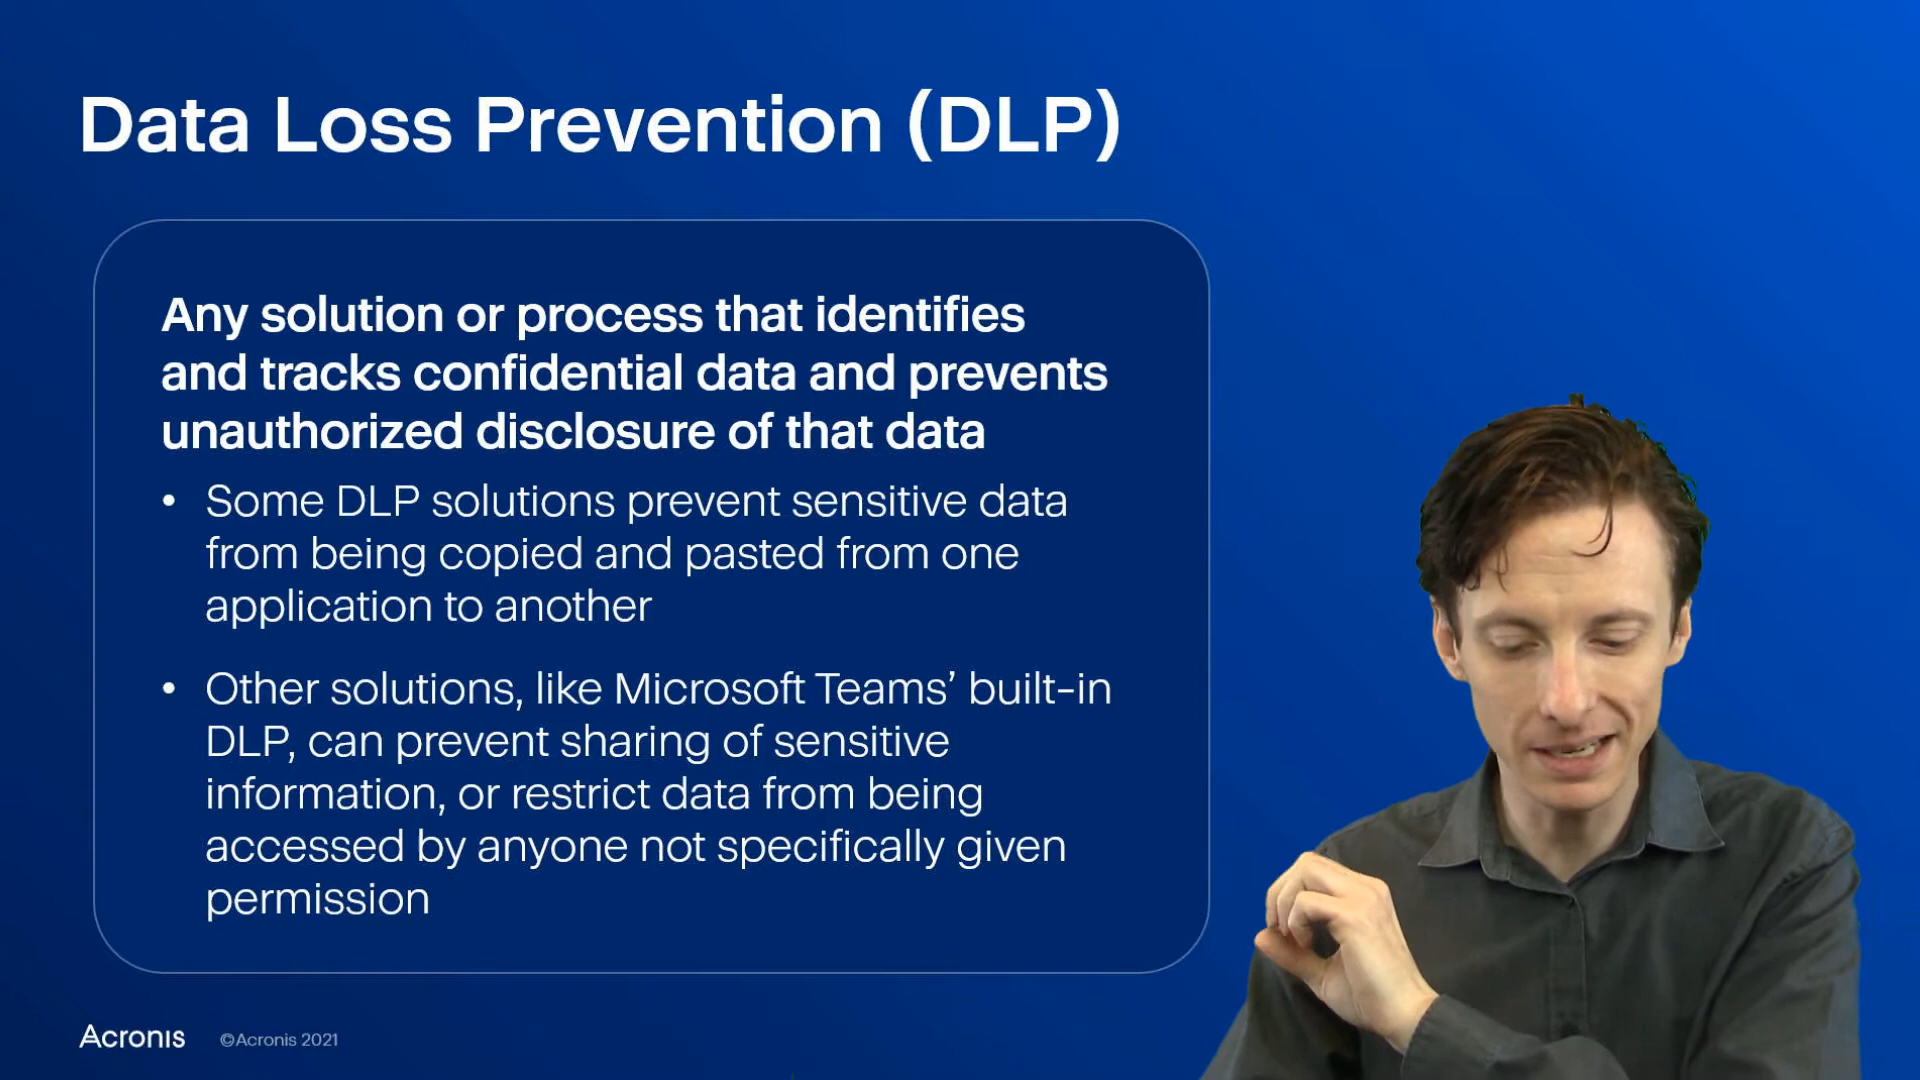 Data Loss Prevention (DLP)
Any solution or process that identifies
and tracks confidential data and prevents
unauthorized disclosure of that data
• Some DLP solutions prevent sensitive data
from being copied and pasted from one
application to another
• Other solutions, like Microsoft Teams’ built-in
DLP, can prevent sharing of sensitive
information, or restrict data from being
accessed by anyone not specifically given
permission
Acronis ©Acronis 2021